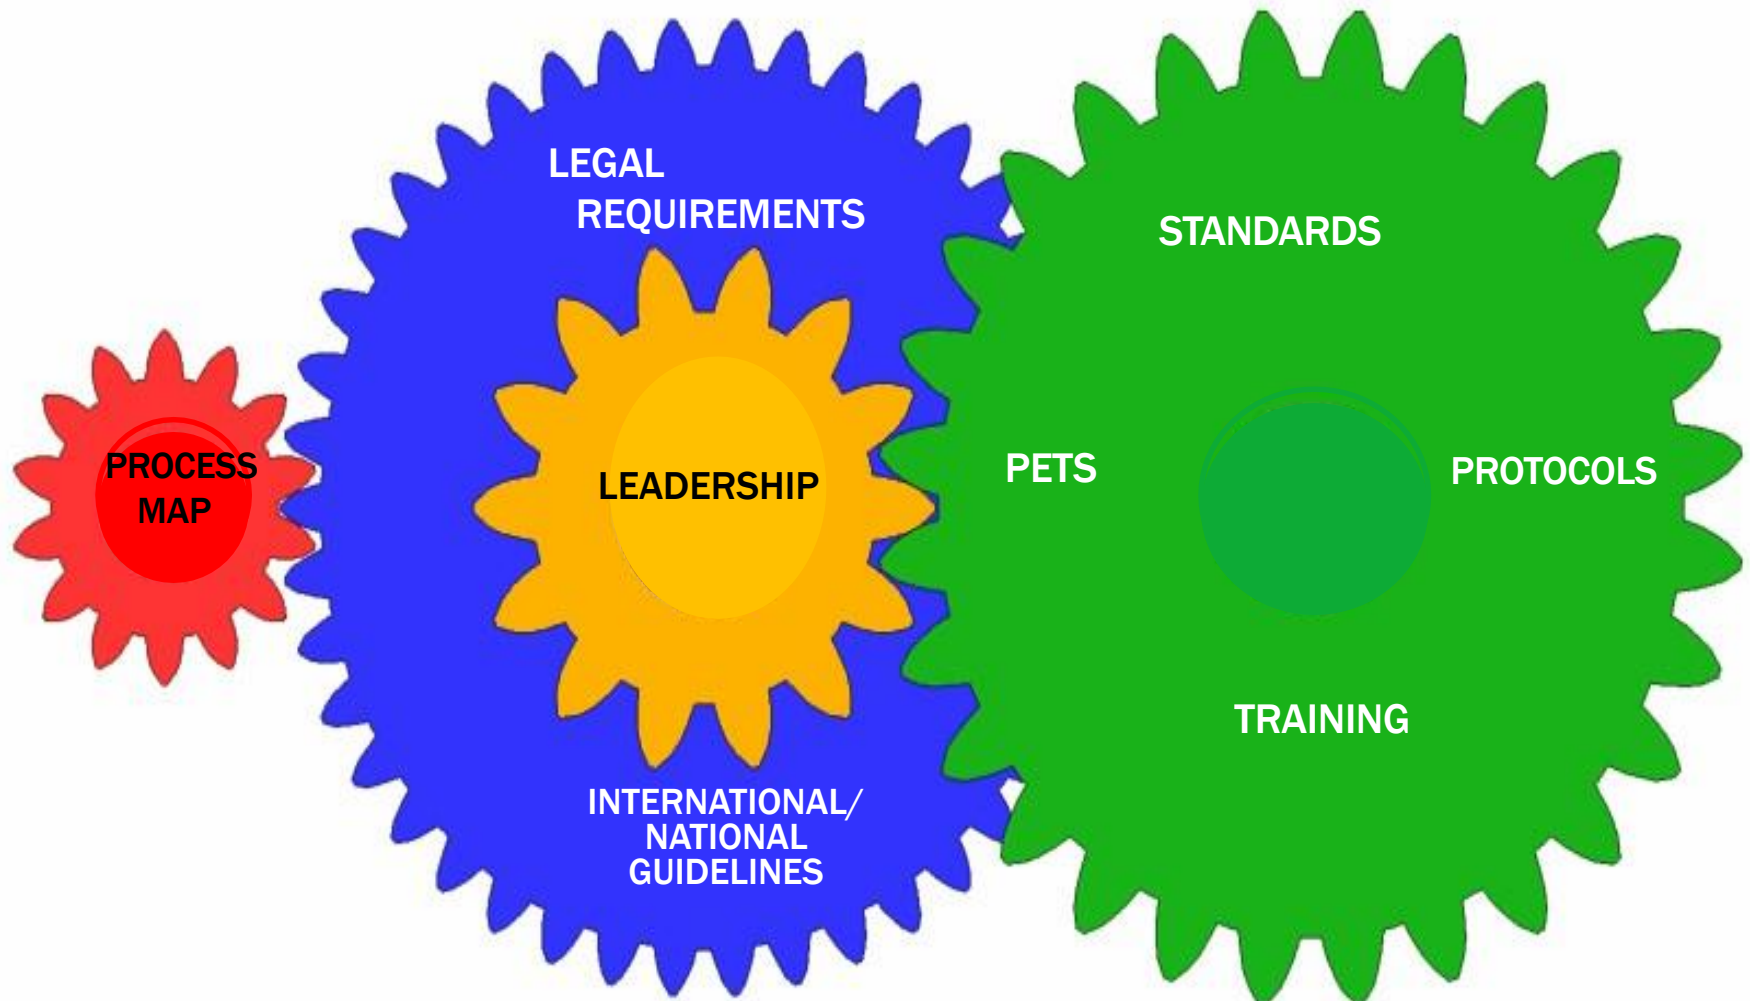 LEGAL
REQUIREMENTS
STANDARDS
PROCESS
MAP
LEADERSHIP
PETS
PROTOCOLS
TRAINING
INTERNATIONAL/
NATIONAL
GUIDELINES